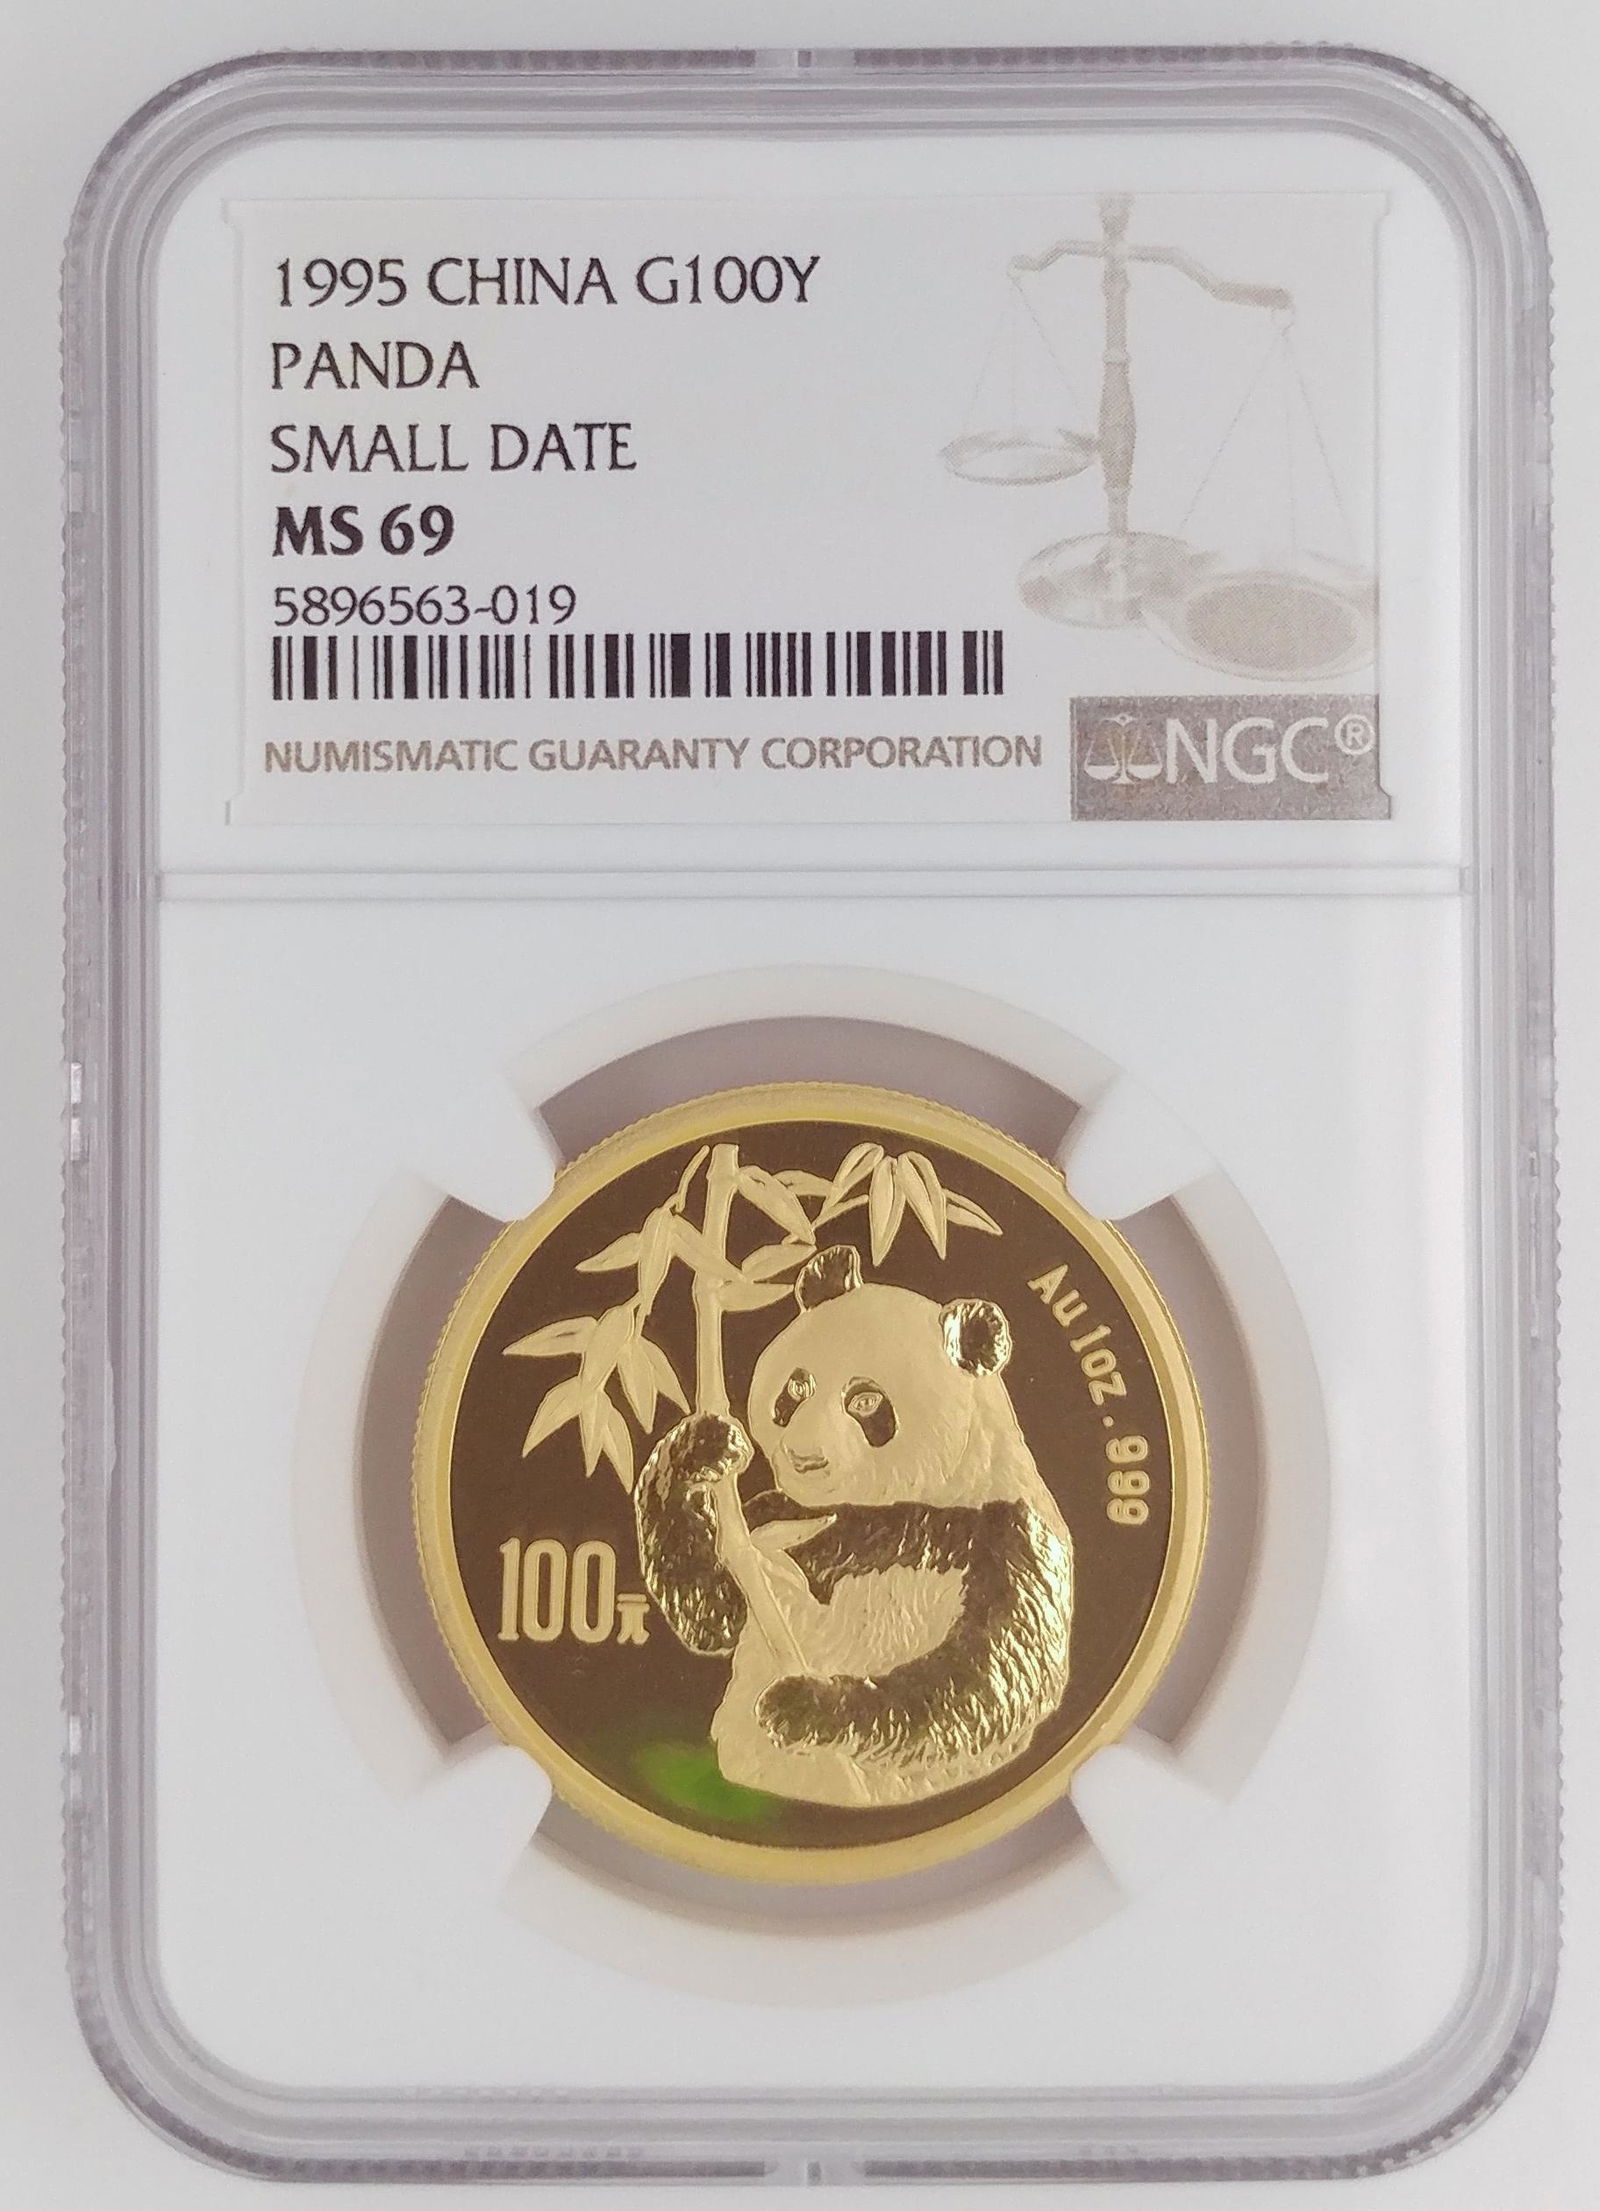 1995 CHINA G100Y
PANDA
SMALL DATE
MS 69
5896563-019
NUMISMATIC GUARANTY CORPORATION
NGC®
Au 1oz .999
100元